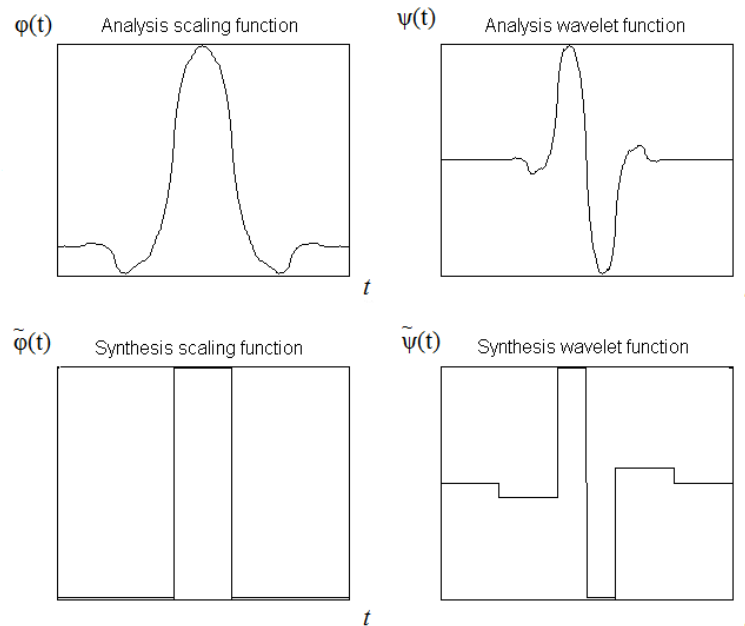 φ(t) Analysis scaling function
ψ(t) Analysis wavelet function
t
φ̃(t) Synthesis scaling function
ψ̃(t) Synthesis wavelet function
t